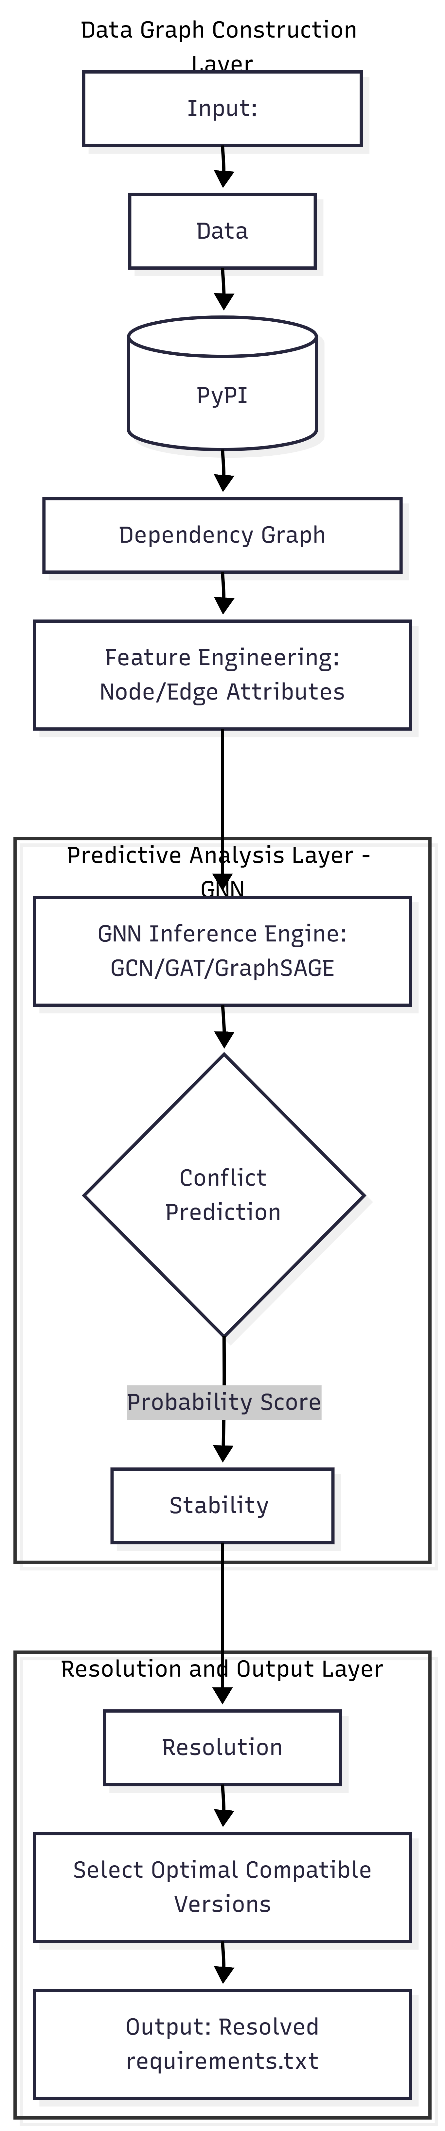 Data Graph Construction
Layer
Input:
Data
PyPI
Dependency Graph
Feature Engineering:
Node/Edge Attributes
Predictive Analysis Layer -
GNN
GNN Inference Engine:
GCN/GAT/GraphSAGE
Conflict
Prediction
Probability Score
Stability
Resolution and Output Layer
Resolution
Select Optimal Compatible
Versions
Output: Resolved
requirements.txt